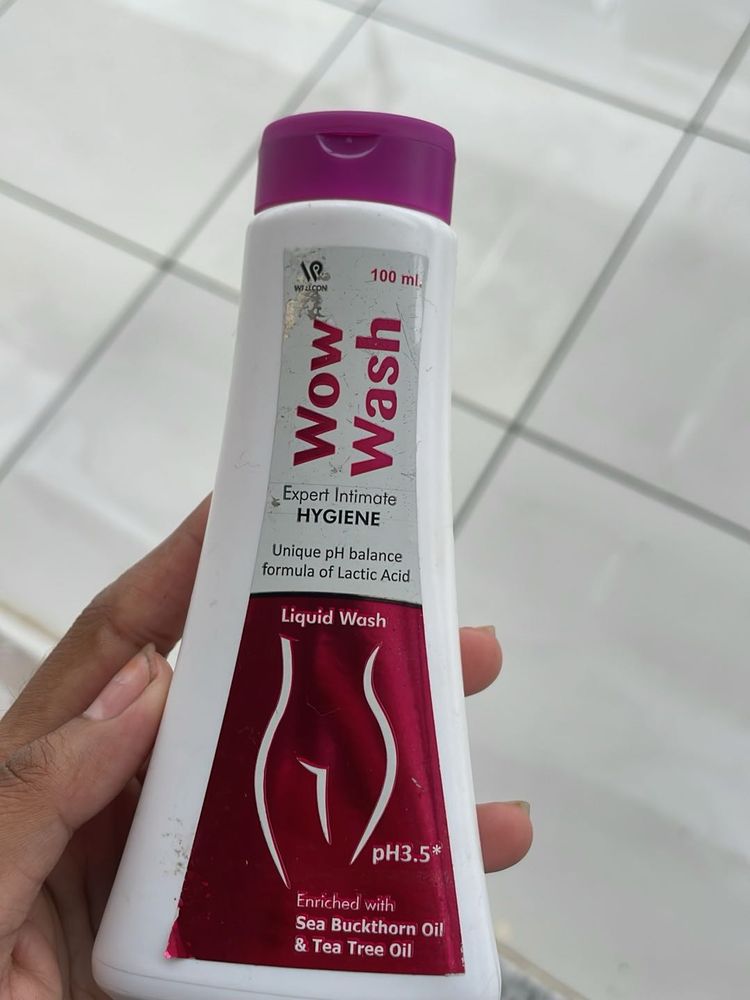 WELLCON
100 ml.
Wow
Wash
Expert Intimate
HYGIENE
Unique pH balance
formula of Lactic Acid
Liquid Wash
pH3.5*
Enriched with
Sea Buckthorn Oil
& Tea Tree Oil